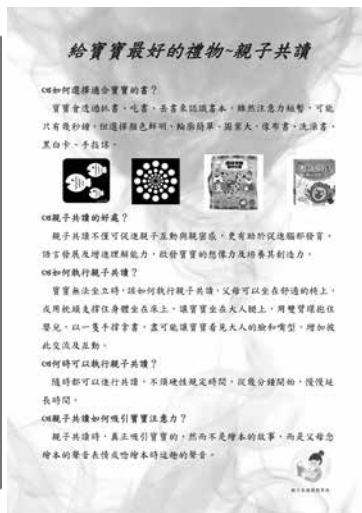 給寶寶最好的禮物~親子共讀
如何選擇適合寶寶的書？
寶寶會透過抓書、吃書、丟書來認識書本，雖然注意力短暫，可能
只有幾秒鐘，但選擇顏色鮮明、輪廓簡單、圖案大，像布書、洗澡書、
黑白卡、手指謠。
親子共讀的好處？
親子共讀不僅可促進親子互動與親密感，更有助於促進腦部發育、
語言發展及增進理解能力，啟發寶寶的想像力及培養其創造力。
如何執行親子共讀？
寶寶無法坐立時，該如何執行親子共讀，父母可以坐在舒適的椅上，
或用枕頭支撐住身體坐在床上，讓寶寶坐在大人腿上，用雙臂環抱住
嬰兒，以一隻手撐拿書，盡可能讓寶寶看見大人的臉和嘴型，增加彼
此交流及互動。
何時可以執行親子共讀？
隨時都可以進行共讀，不須硬性規定時間，從幾分鐘開始，慢慢延
長時間。
親子共讀如何吸引寶寶注意力？
親子共讀時，真正吸引寶寶的，然而不是繪本的故事，而是父母唸
繪本的聲音表情或唸繪本時逗趣的聲音。